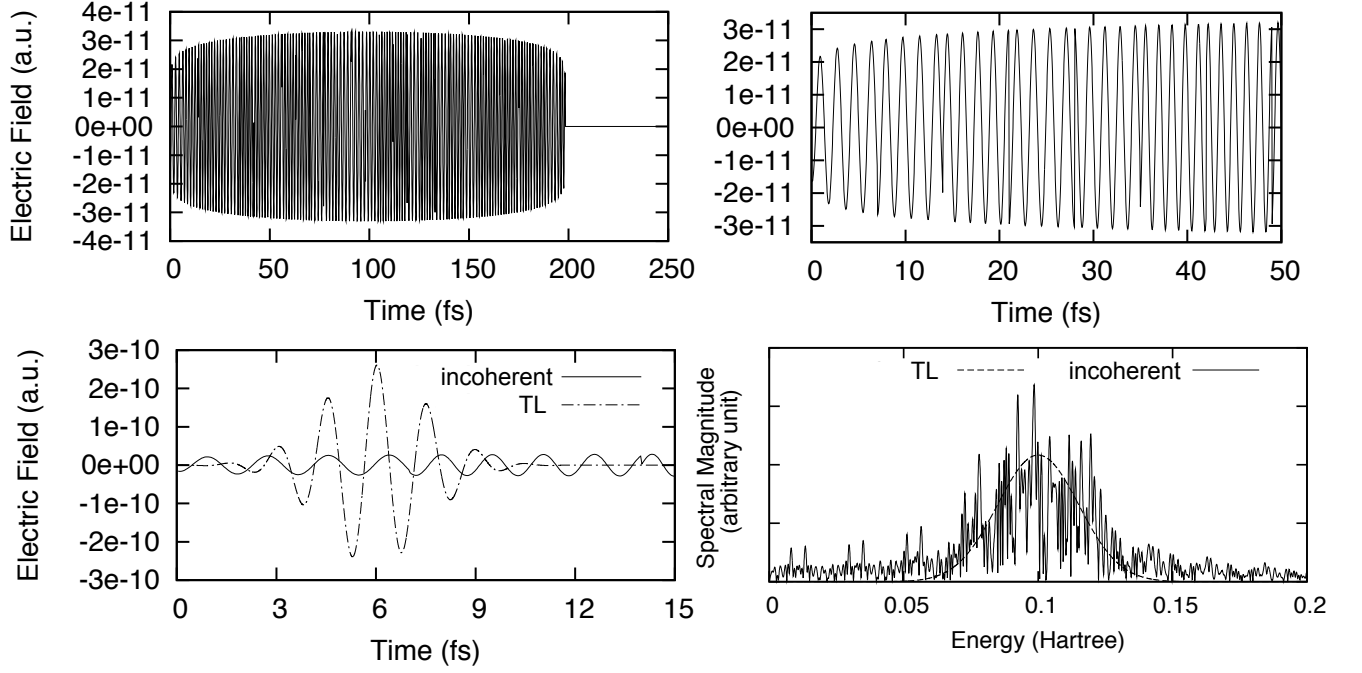 4e-11
3e-11
2e-11
1e-11
0e+00
-1e-11
-2e-11
-3e-11
-4e-11
Electric Field (a.u.)
0 50 100 150 200 250
Time (fs)
3e-11
2e-11
1e-11
0e+00
-1e-11
-2e-11
-3e-11
0 10 20 30 40 50
Time (fs)
3e-10
2e-10
1e-10
0e+00
-1e-10
-2e-10
-3e-10
Electric Field (a.u.)
incoherent
TL
0 3 6 9 12 15
Time (fs)
Spectral Magnitude
(arbitrary unit)
TL incoherent
0 0.05 0.1 0.15 0.2
Energy (Hartree)